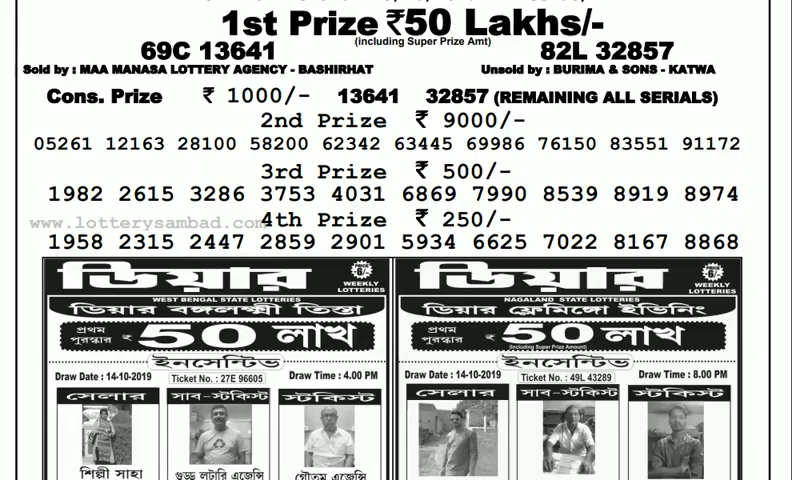 1st Prize ₹50 Lakhs/-
(including Super Prize Amt)
69C 13641 82L 32857
Sold by : MAA MANASA LOTTERY AGENCY - BASHIRHAT Unsold by : BURIMA & SONS - KATWA
Cons. Prize ₹ 1000/- 13641 32857 (REMAINING ALL SERIALS)
2nd Prize ₹ 9000/-
05261 12163 28100 58200 62342 63445 69986 76150 83551 91172
3rd Prize ₹ 500/-
1982 2615 3286 3753 4031 6869 7990 8539 8919 8974
www.lotterysambad.com
4th Prize ₹ 250/-
1958 2315 2447 2859 2901 5934 6625 7022 8167 8868
ডিয়ার
WEEKLY
LOTTERIES
WEST BENGAL STATE LOTTERIES
ডিয়ার বঙ্গলক্ষ্মী তিস্তা
প্রথম
পুরস্কার ₹ 50 লাখ
ইনসেন্টিভ
Draw Date : 14-10-2019 Ticket No. : 27E 96605 Draw Time : 4.00 PM
সেলার সাব-স্টকিস্ট স্টকিস্ট
শিল্পী সাহা গুড্ডু লটারি এজেন্সি গৌতম এজেন্সি
ডিয়ার
WEEKLY
LOTTERIES
NAGALAND STATE LOTTERIES
ডিয়ার ফ্লেমিঙ্গো ইভিনিং
প্রথম
পুরস্কার ₹ 50 লাখ
(Including Super Prize Amount)
ইনসেন্টিভ
Draw Date : 14-10-2019 Ticket No. : 49L 43289 Draw Time : 8.00 PM
সেলার সাব-স্টকিস্ট স্টকিস্ট